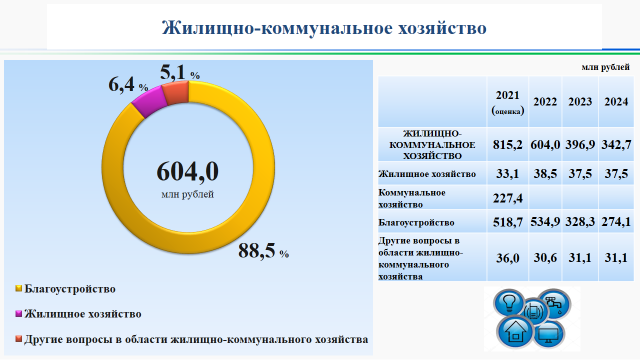 Жилищно-коммунальное хозяйство
5,1 %
6,4 %
604,0
млн рублей
88,5 %
Благоустройство
Жилищное хозяйство
Другие вопросы в области жилищно-коммунального хозяйства
млн рублей
2021 (оценка) 2022 2023 2024
ЖИЛИЩНО-
КОММУНАЛЬНОЕ 815,2 604,0 396,9 342,7
ХОЗЯЙСТВО
Жилищное хозяйство 33,1 38,5 37,5 37,5
Коммунальное
хозяйство 227,4
Благоустройство 518,7 534,9 328,3 274,1
Другие вопросы в
области жилищно-
коммунального 36,0 30,6 31,1 31,1
хозяйства